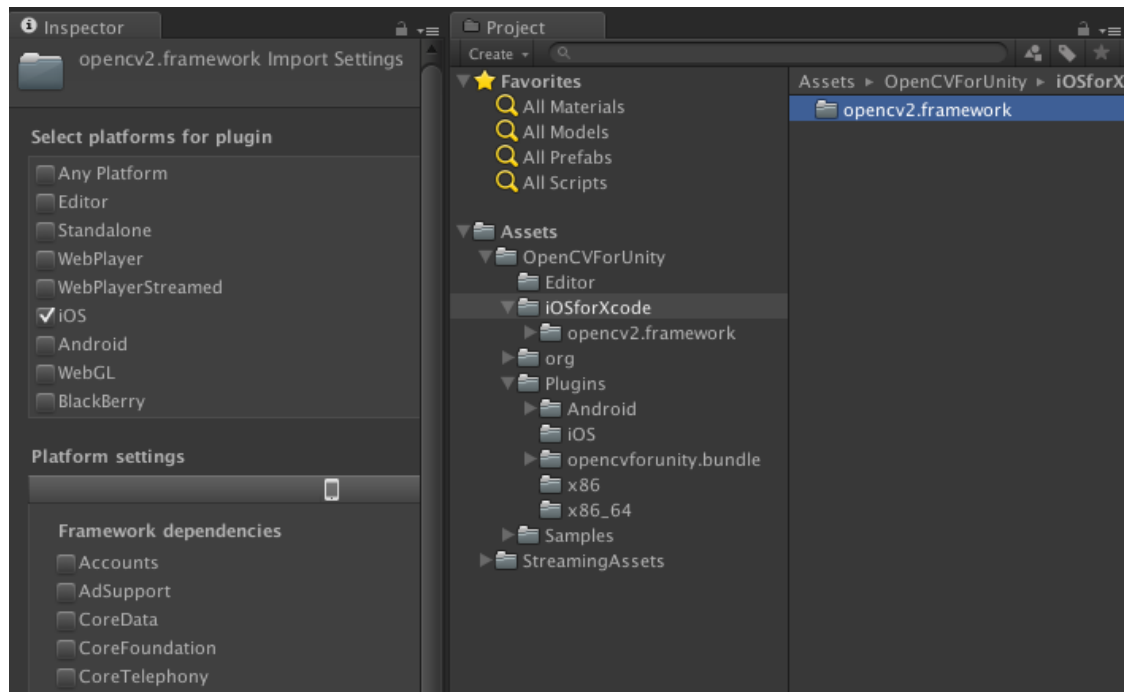 Inspector
opencv2.framework Import Settings
Select platforms for plugin
Any Platform
Editor
Standalone
WebPlayer
WebPlayerStreamed
iOS
Android
WebGL
BlackBerry
Platform settings
Framework dependencies
Accounts
AdSupport
CoreData
CoreFoundation
CoreTelephony
Project
Create
Favorites
All Materials
All Models
All Prefabs
All Scripts
Assets
OpenCVForUnity
Editor
iOSforXcode
opencv2.framework
org
Plugins
Android
iOS
opencvforunity.bundle
x86
x86_64
Samples
StreamingAssets
Assets ▸ OpenCVForUnity ▸ iOSforX
opencv2.framework